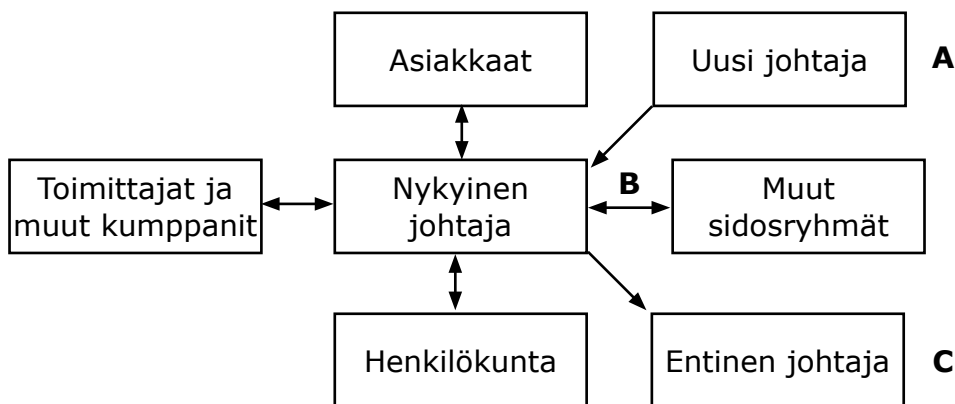 Asiakkaat
Uusi johtaja
A
Toimittajat ja
muut kumppanit
Nykyinen
johtaja
B
Muut
sidosryhmät
Henkilökunta
Entinen johtaja
C